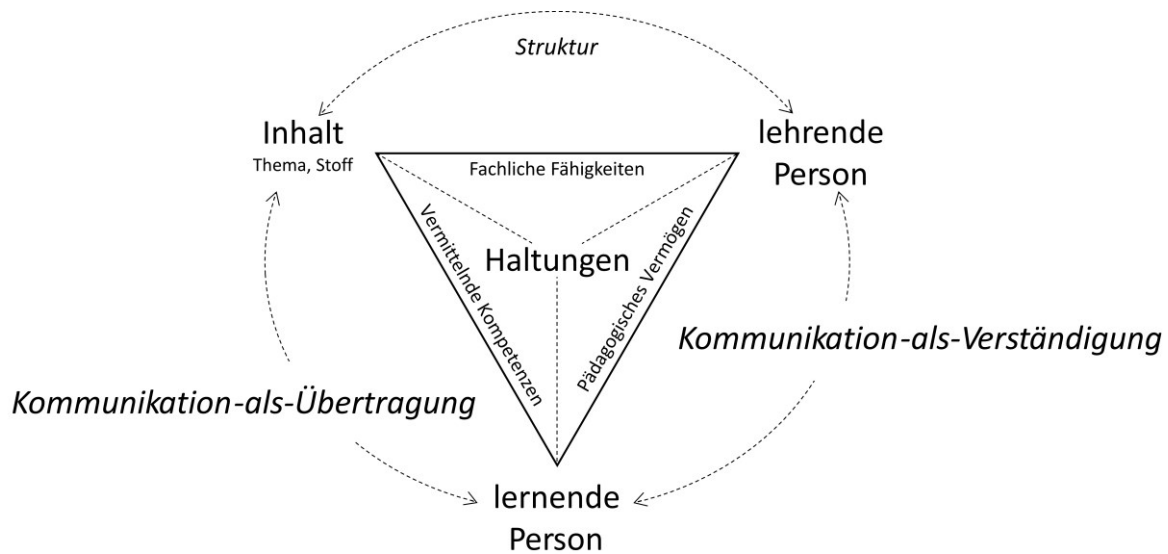 Struktur
Inhalt
Thema, Stoff
lehrende
Person
Fachliche Fähigkeiten
Vermittelnde Kompetenzen
Haltungen
Pädagogisches Vermögen
Kommunikation-als-Verständigung
Kommunikation-als-Übertragung
lernende
Person